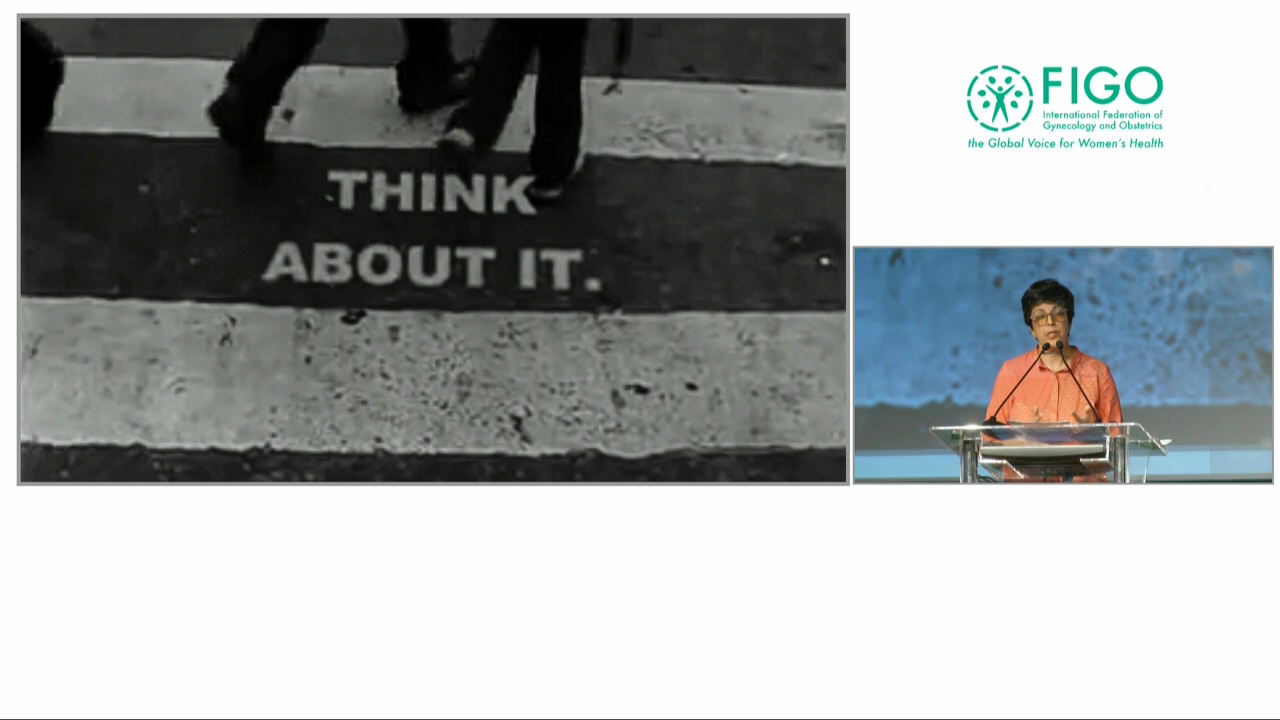 THINK
ABOUT IT.
FIGO
International Federation of
Gynecology and Obstetrics
the Global Voice for Women's Health